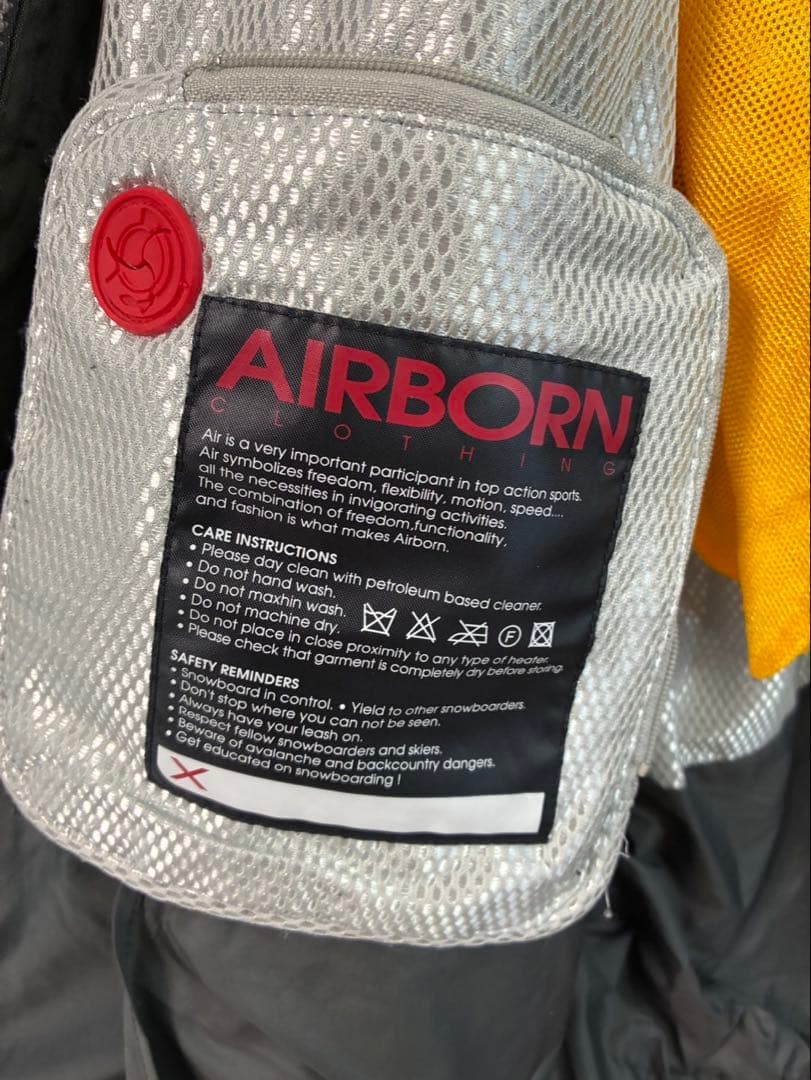 AIRBORN
CLOTHING
Air is a very important participant in top action sports.
Air symbolizes freedom, flexibility, motion, speed....
all the necessities in invigorating activities.
The combination of freedom,functionality,
and fashion is what makes Airborn.
CARE INSTRUCTIONS
• Please day clean with petroleum based cleaner.
• Do not hand wash.
• Do not maxhin wash.
• Do not machine dry.
F
• Do not place in close proximity to any type of heater.
• Please check that garment is completely dry before storing.
SAFETY REMINDERS
• Snowboard in control. • Yield to other snowboarders.
• Don't stop where you can not be seen.
• Always have your leash on.
• Respect fellow snowboarders and skiers.
• Beware of avalanche and backcountry dangers.
• Get educated on snowboarding !
X